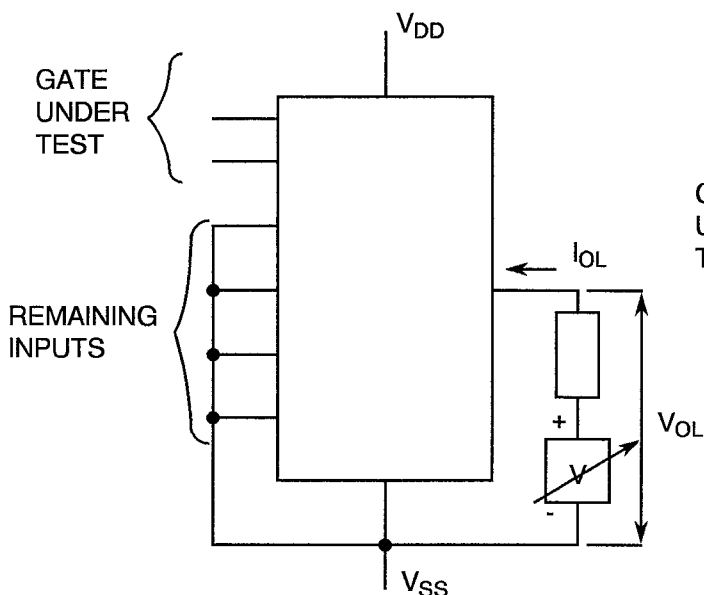 VDD
GATE
UNDER
TEST
IOL
REMAINING
INPUTS
+
VOL
V
-
VSS